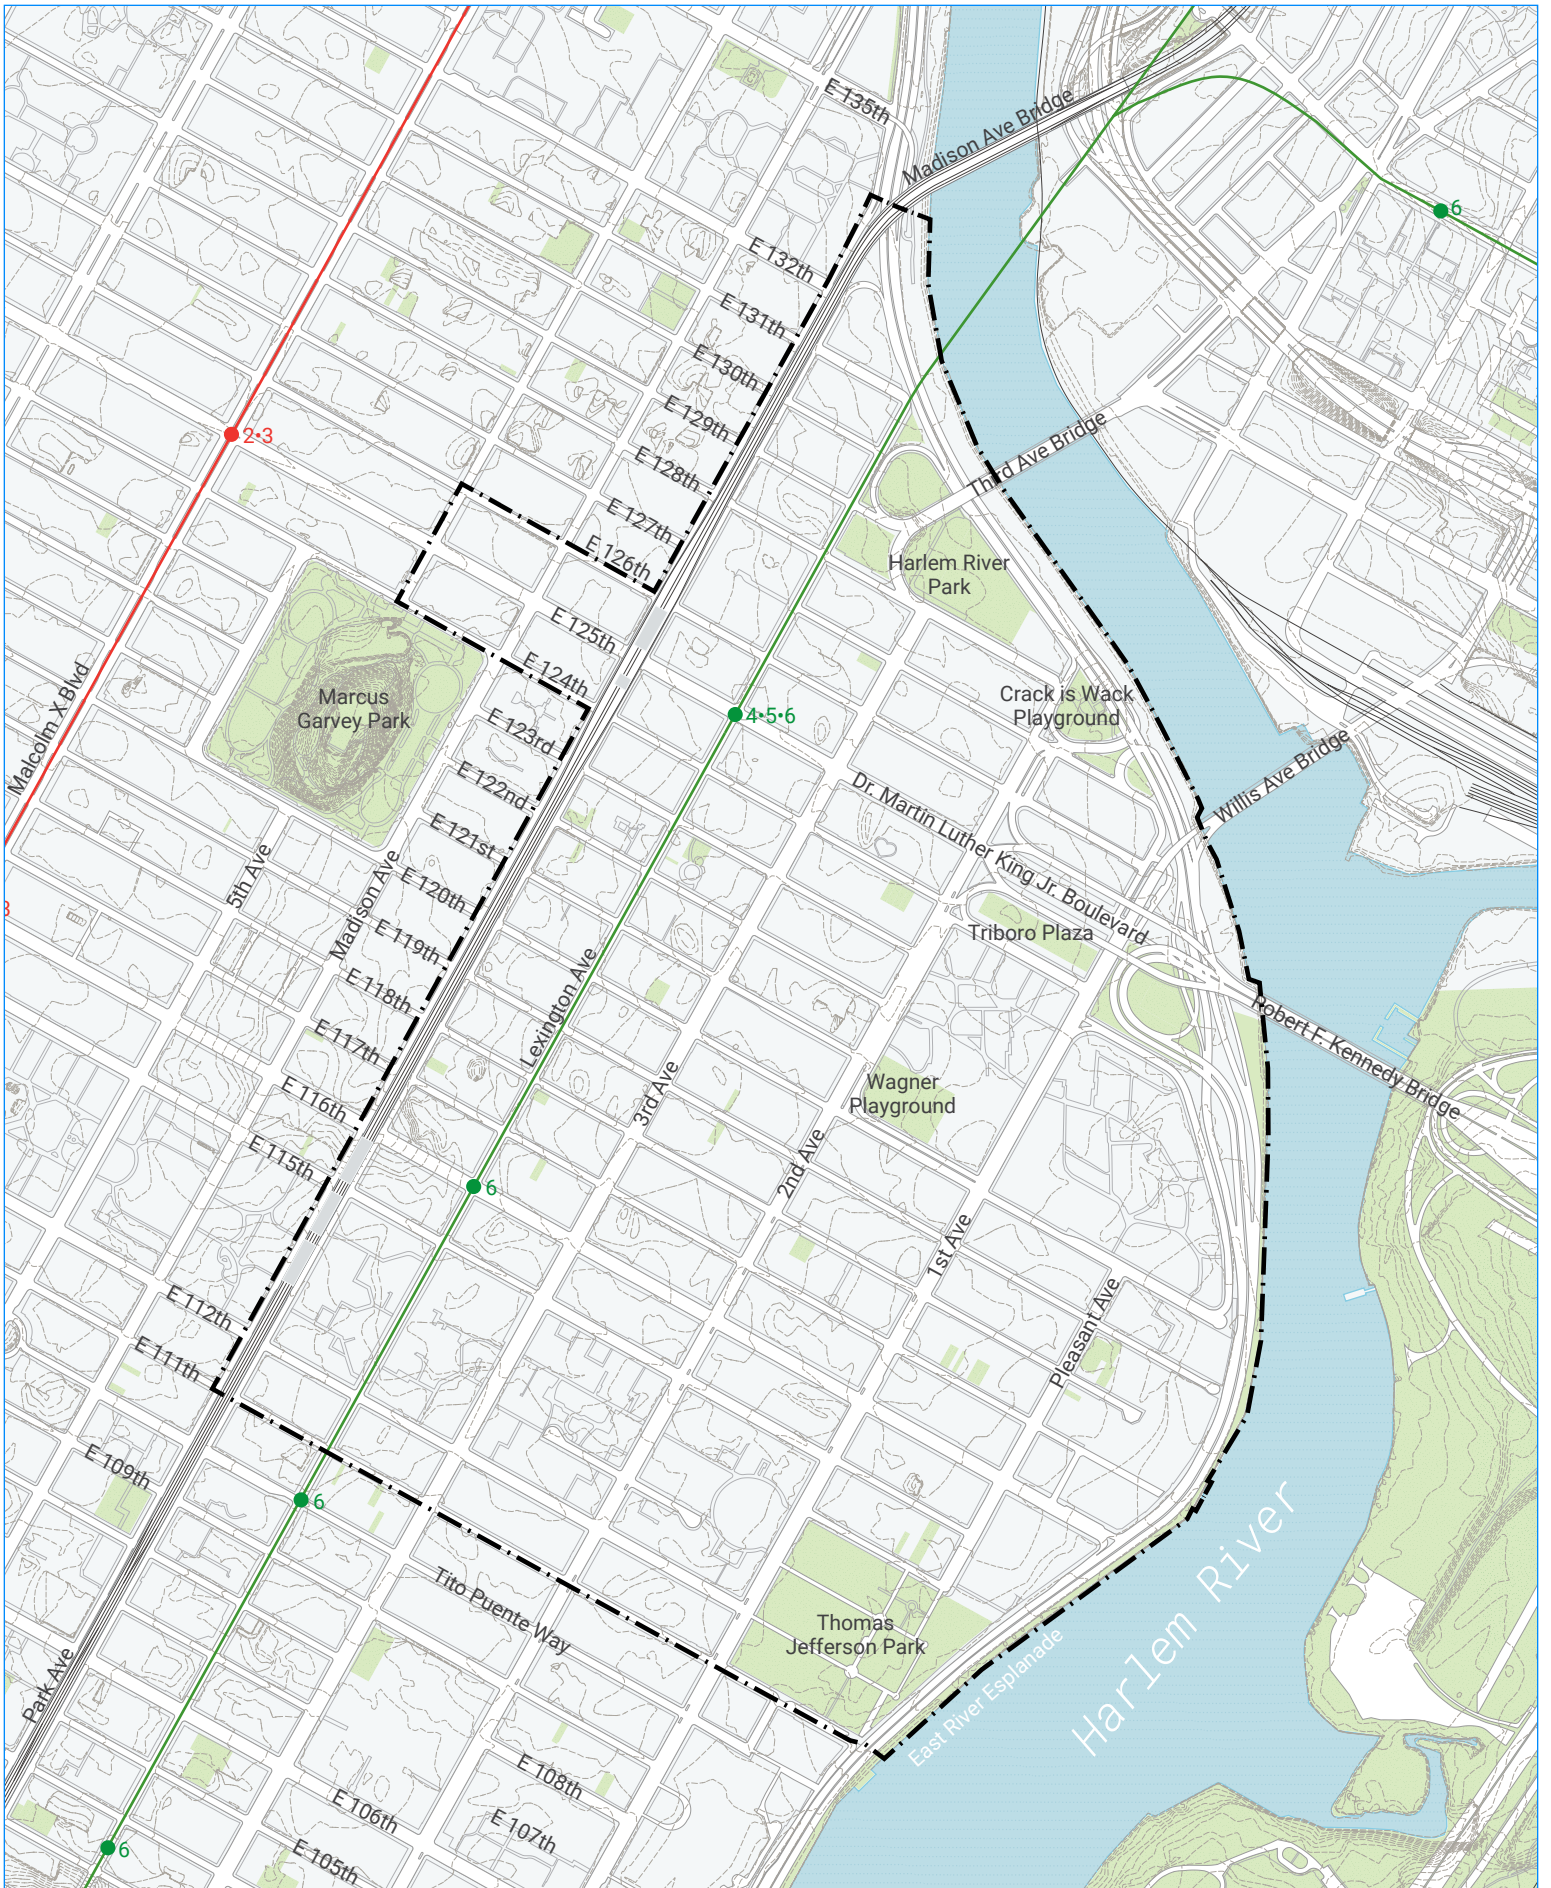 E 135th
Madison Ave Bridge
6
E 132th
E 131th
E 130th
E 129th
2•3
E 128th
Third Ave Bridge
E 127th
E 126th
Harlem River
Park
E 125th
E 124th
Marcus
Garvey Park
Malcolm X Blvd
Crack is Wack
Playground
4•5•6
E 123rd
Willis Ave Bridge
E 122nd
Dr. Martin Luther King Jr. Boulevard
E 121st
5th Ave
Madison Ave
E 120th
3
Triboro Plaza
E 119th
E 118th
Lexington Ave
Robert F. Kennedy Bridge
E 117th
Wagner
Playground
3rd Ave
E 116th
E 115th
2nd Ave
6
1st Ave
E 112th
Pleasant Ave
E 111th
E 109th
6
Tito Puente Way
Thomas
Jefferson Park
Harlem River
East River Esplanade
Park Ave
E 108th
E 106th
E 107th
6
E 105th